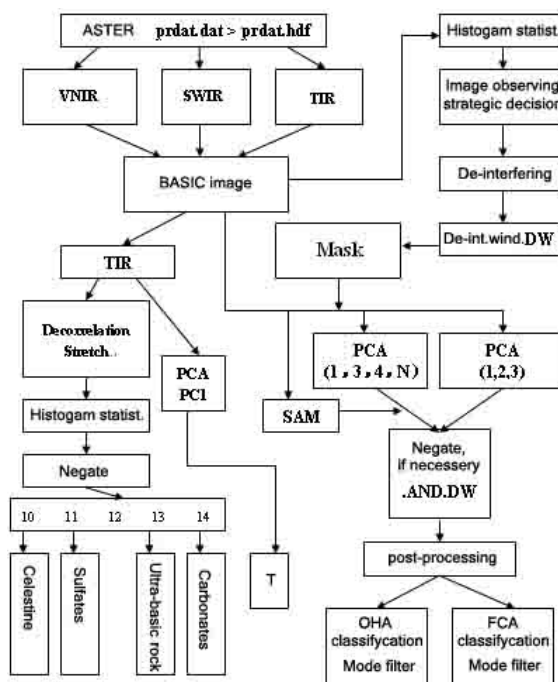 ASTER prdat.dat > prdat.hdf
Histogam statist.
VNIR
SWIR
TIR
Image observing
strategic decision
BASIC image
De-interfering
De-int.wind.DW
Mask
TIR
Decorrelation
Stretch..
PCA
PC1
PCA
(1, 3, 4, N)
PCA
(1,2,3)
SAM
Histogam statist.
Negate
Negate,
if necessery
.AND.DW
10 11 12 13 14
Celestine
Sulfates
Ultra-basic rock
Carbonates
T
post-processing
OHA
classifycation
Mode filter
FCA
classifycation
Mode filter